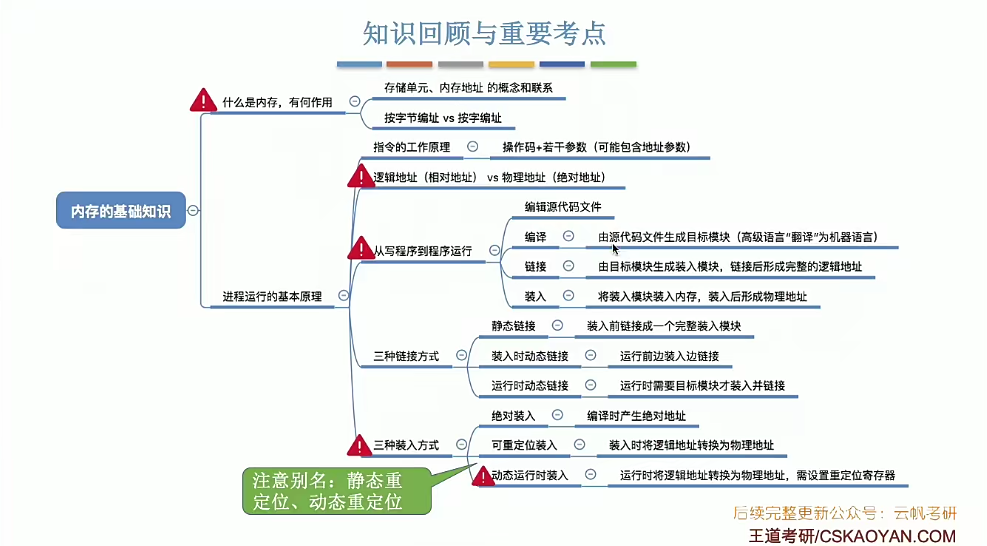 知识回顾与重要考点
内存的基础知识
什么是内存，有何作用
存储单元、内存地址 的概念和联系
按字节编址 vs 按字编址
进程运行的基本原理
指令的工作原理
操作码+若干参数（可能包含地址参数）
逻辑地址（相对地址） vs 物理地址（绝对地址）
从写程序到程序运行
编辑源代码文件
编译
由源代码文件生成目标模块（高级语言“翻译”为机器语言）
链接
由目标模块生成装入模块，链接后形成完整的逻辑地址
装入
将装入模块装入内存，装入后形成物理地址
三种链接方式
静态链接
装入前链接成一个完整装入模块
装入时动态链接
运行前边装入边链接
运行时动态链接
运行时需要目标模块才装入并链接
三种装入方式
绝对装入
编译时产生绝对地址
可重定位装入
装入时将逻辑地址转换为物理地址
动态运行时装入
运行时将逻辑地址转换为物理地址，需设置重定位寄存器
注意别名：静态重
定位、动态重定位
后续完整更新公众号：云帆考研
王道考研/CSKAOYAN.COM